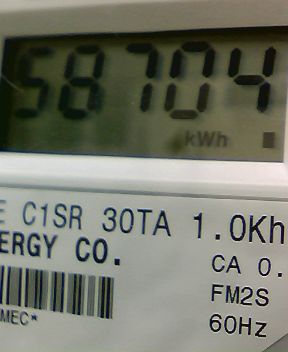 58704
kWh
E C1SR 30TA 1.0Kh
ERGY CO.
CA 0.
FM2S
MEC*
60Hz